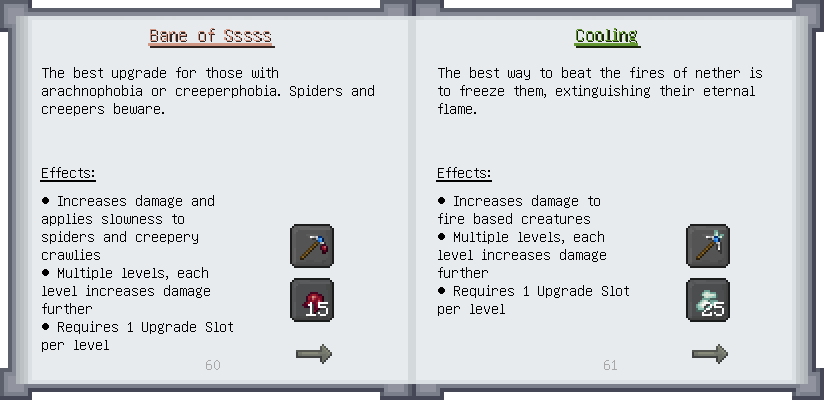 Bane of Sssss
The best upgrade for those with
arachnophobia or creeperphobia. Spiders and
creepers beware.
Effects:
● Increases damage and
applies slowness to
spiders and creepery
crawlies
● Multiple levels, each
level increases damage
further
● Requires 1 Upgrade Slot
per level
15
60
Cooling
The best way to beat the fires of nether is
to freeze them, extinguishing their eternal
flame.
Effects:
● Increases damage to
fire based creatures
● Multiple levels, each
level increases damage
further
● Requires 1 Upgrade Slot
per level
25
61